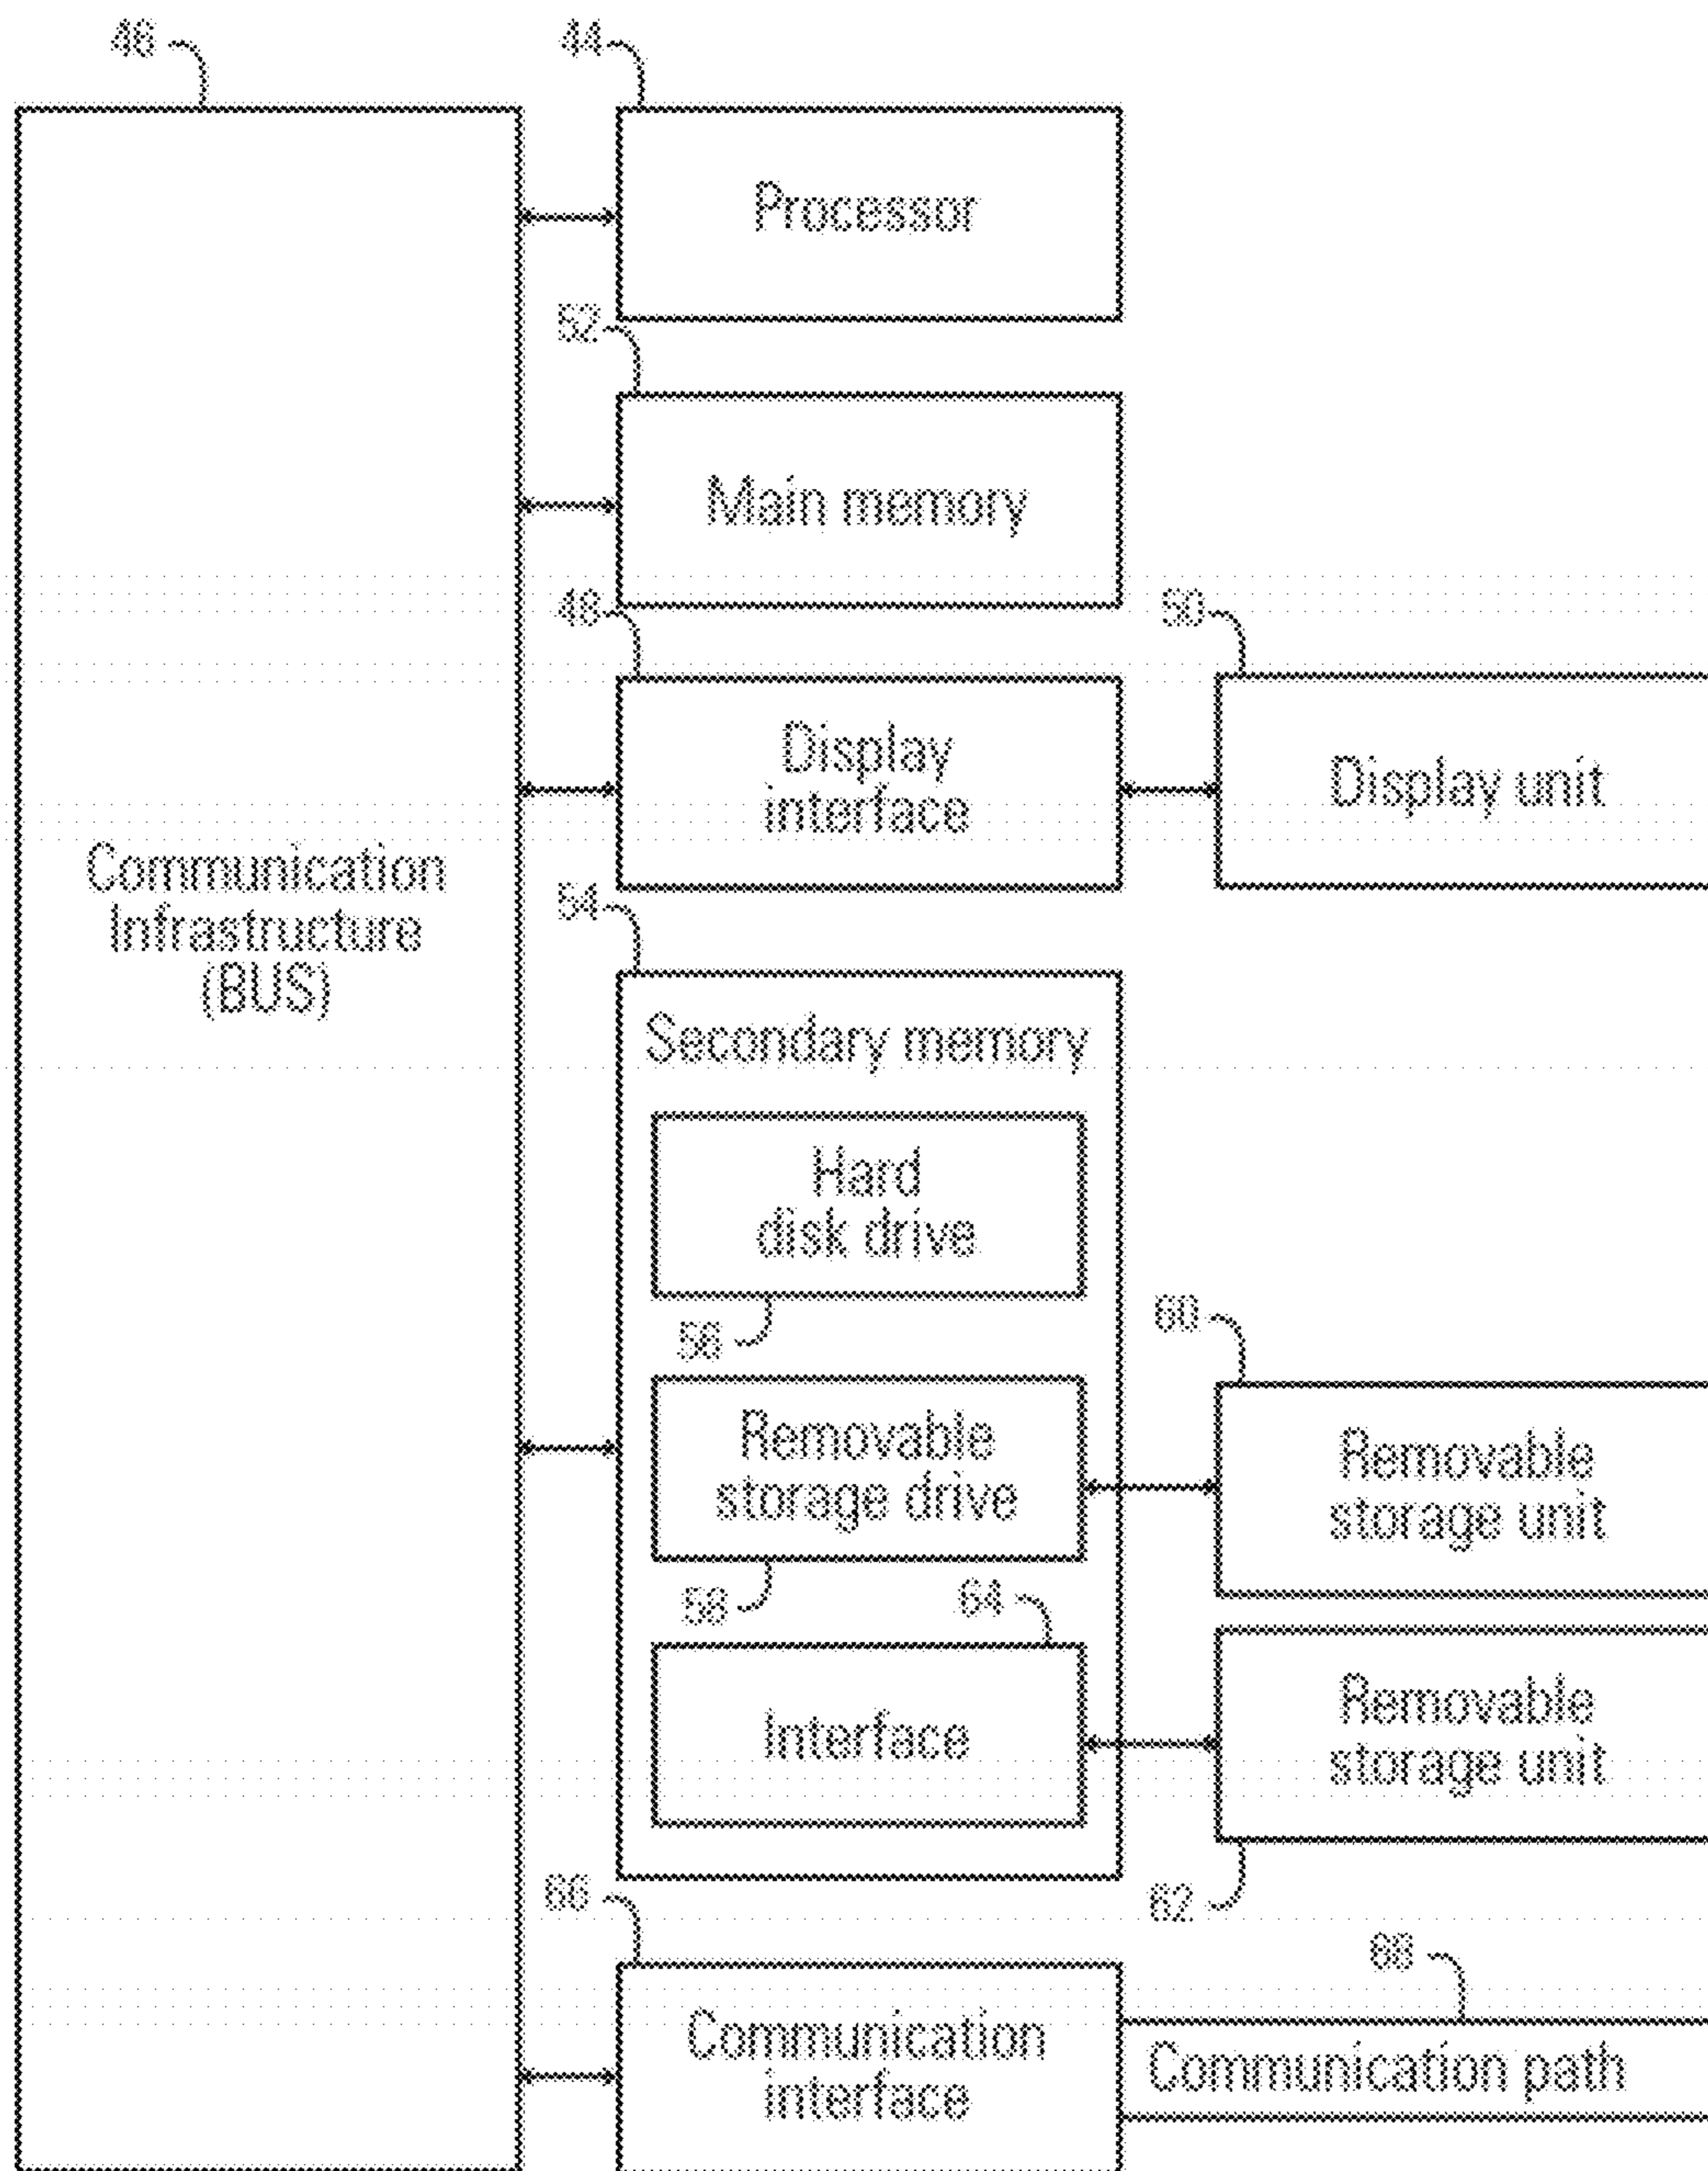 46
44
Processor
52
Main memory
48
50
Display
interface
Display unit
Communication
Infrastructure
(BUS)
54
Secondary memory
Hard
disk drive
56
60
Removable
storage drive
Removable
storage unit
58
64
Interface
Removable
storage unit
62
66
68
Communication
interface
Communication path